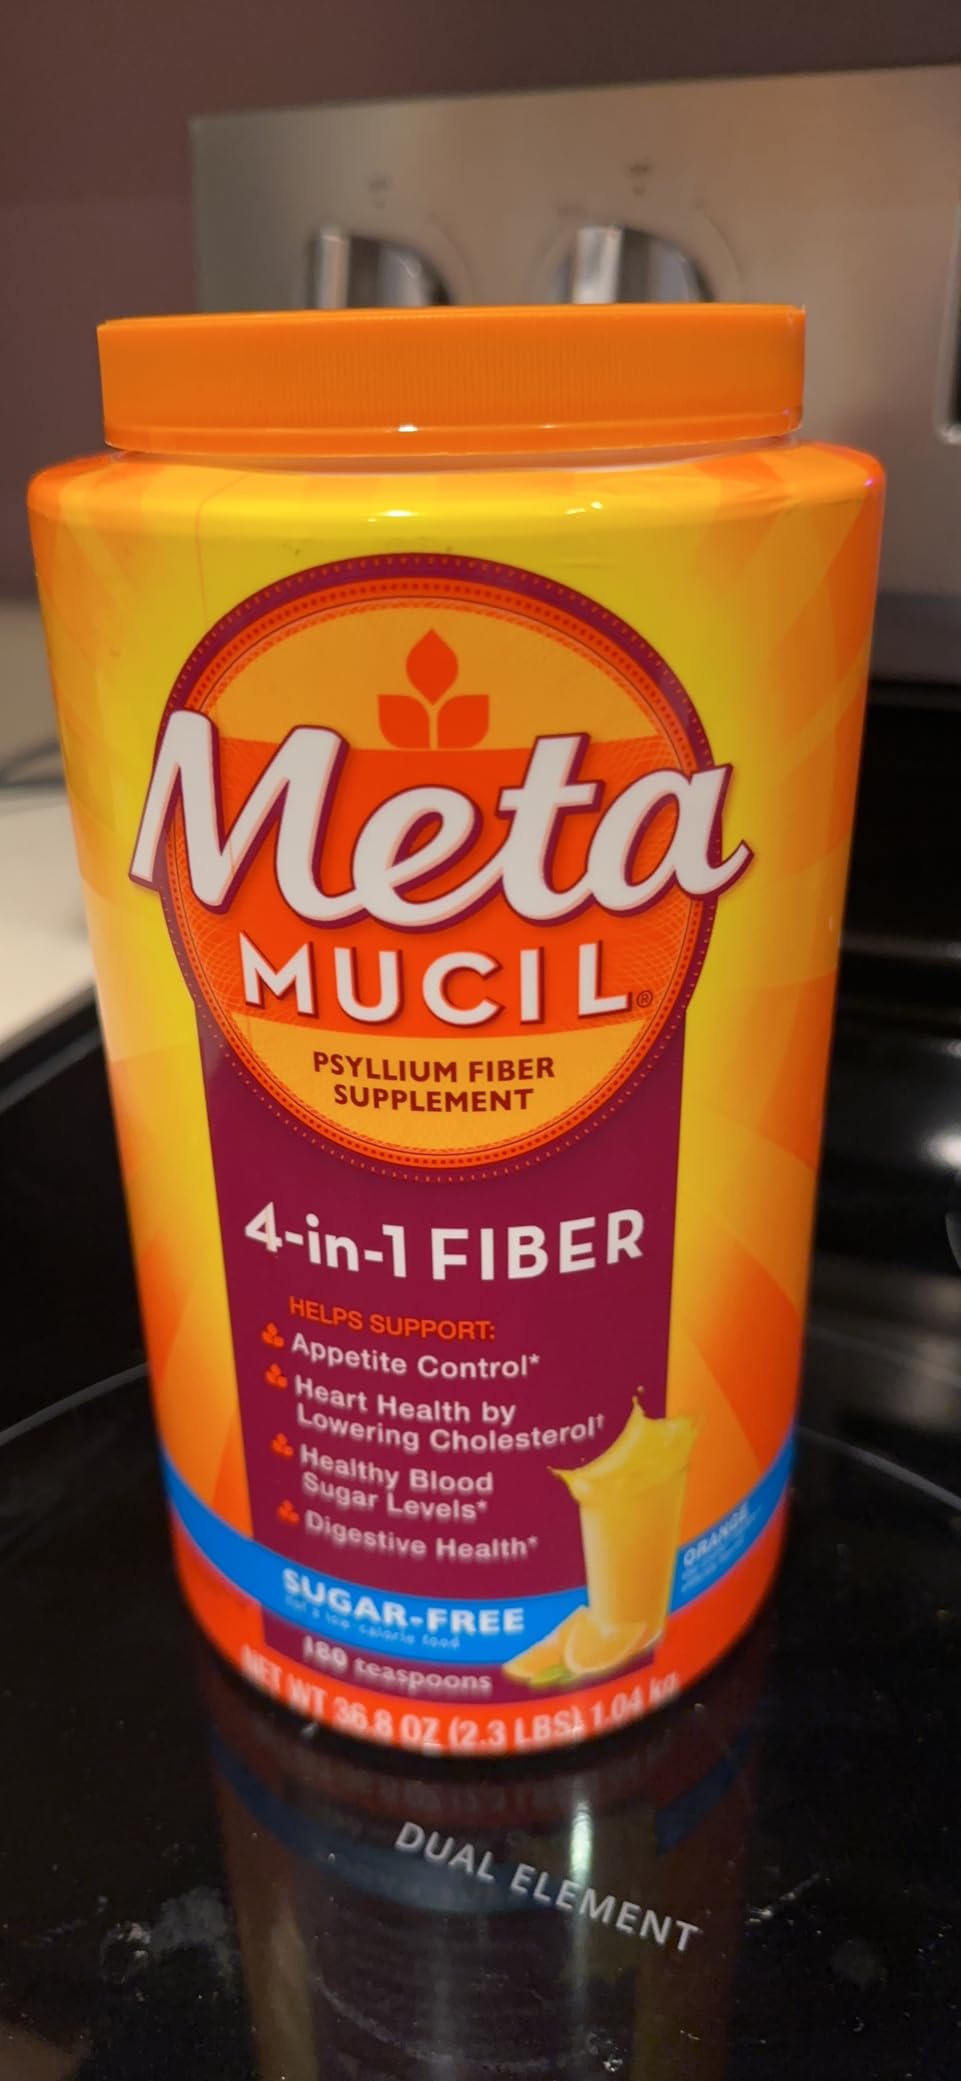 Meta
MUCIL®
PSYLLIUM FIBER
SUPPLEMENT
4-in-1 FIBER
HELPS SUPPORT:
Appetite Control*
Heart Health by
Lowering Cholesterol†
Healthy Blood
Sugar Levels*
Digestive Health*
SUGAR-FREE
ORANGE
180 teaspoons
NET WT 36.8 OZ (2.3 LBS) 1.04 kg
DUAL ELEMENT